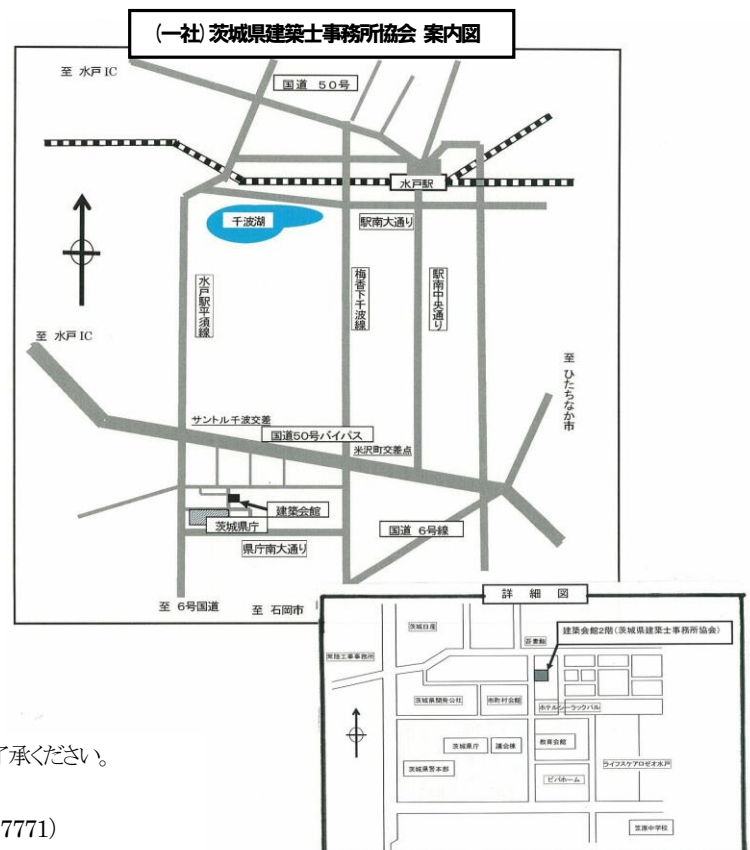 (一社)茨城県建築士事務所協会 案内図
至 水戸IC
国道 50号
水戸駅
千波湖
駅南大通り
水戸駅平須線
梅香下千波線
駅南中央通り
至 水戸IC
至 ひたちなか市
サントル千波交差
国道50号バイパス
米沢町交差点
建築会館
茨城県庁
国道 6号線
県庁南大通り
至 6号国道
至 石岡市
詳 細 図
茨城日産
建築会館2階(茨城県建築士事務所協会)
常陸工事事務所
茨城県開発公社
市町村会館
ホテルシーラックパル
茨城県庁
議会棟
教育会館
茨城県警本部
ビバホーム
ライフスケアロゼオ水戸
笠原中学校
了承ください。
7771)